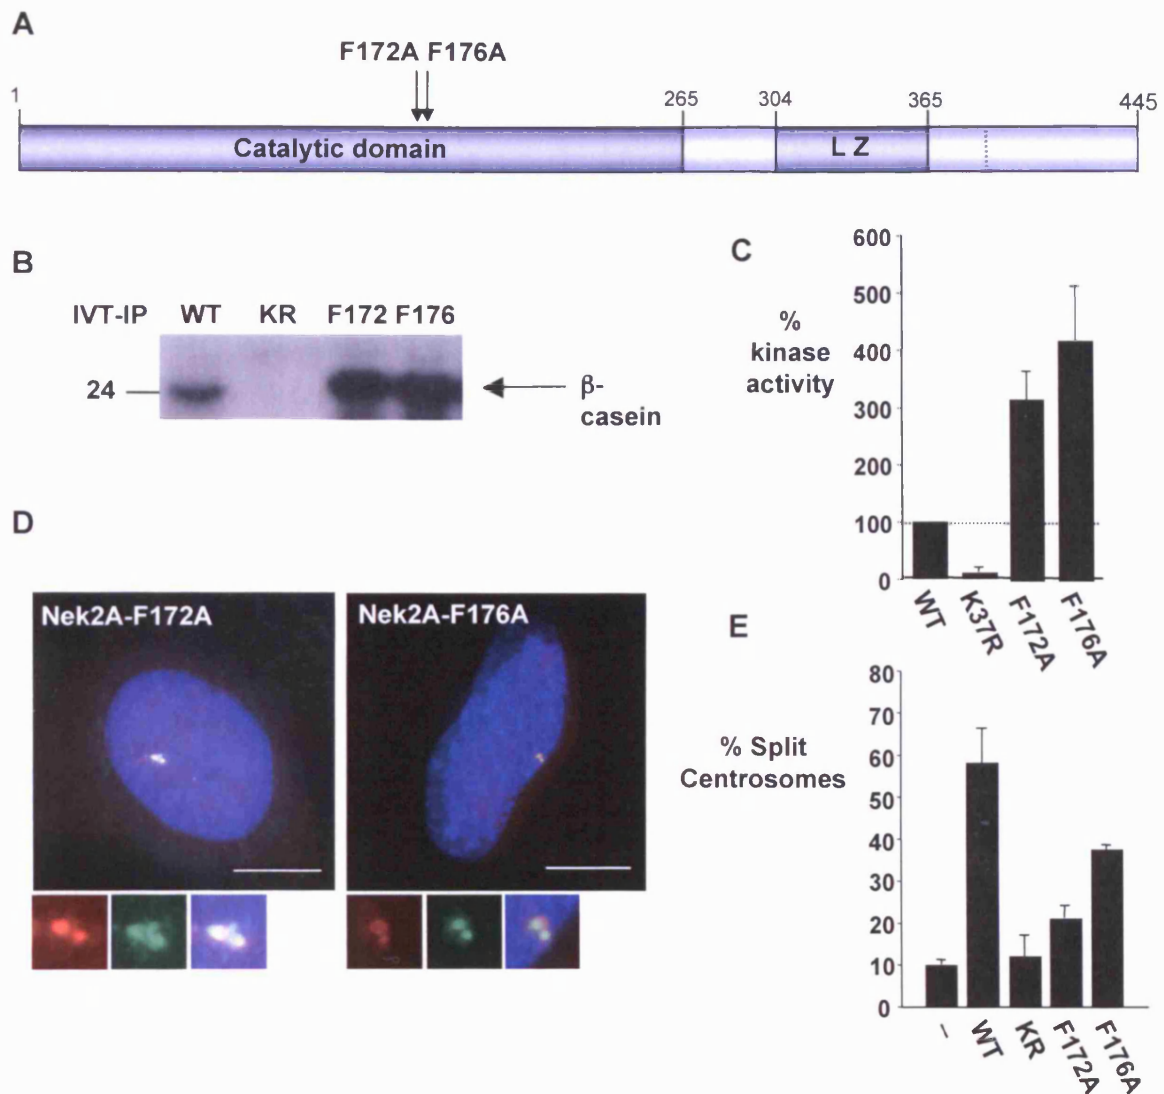 A
F172A F176A
1 265 304 365 445
Catalytic domain L Z
B
IVT-IP WT KR F172 F176
24
β-
casein
C
%
kinase
activity
600
500
400
300
200
100
0
WT K37R F172A F176A
D
Nek2A-F172A
Nek2A-F176A
E
% Split
Centrosomes
80
70
60
50
40
30
20
10
0
– WT KR F172A F176A